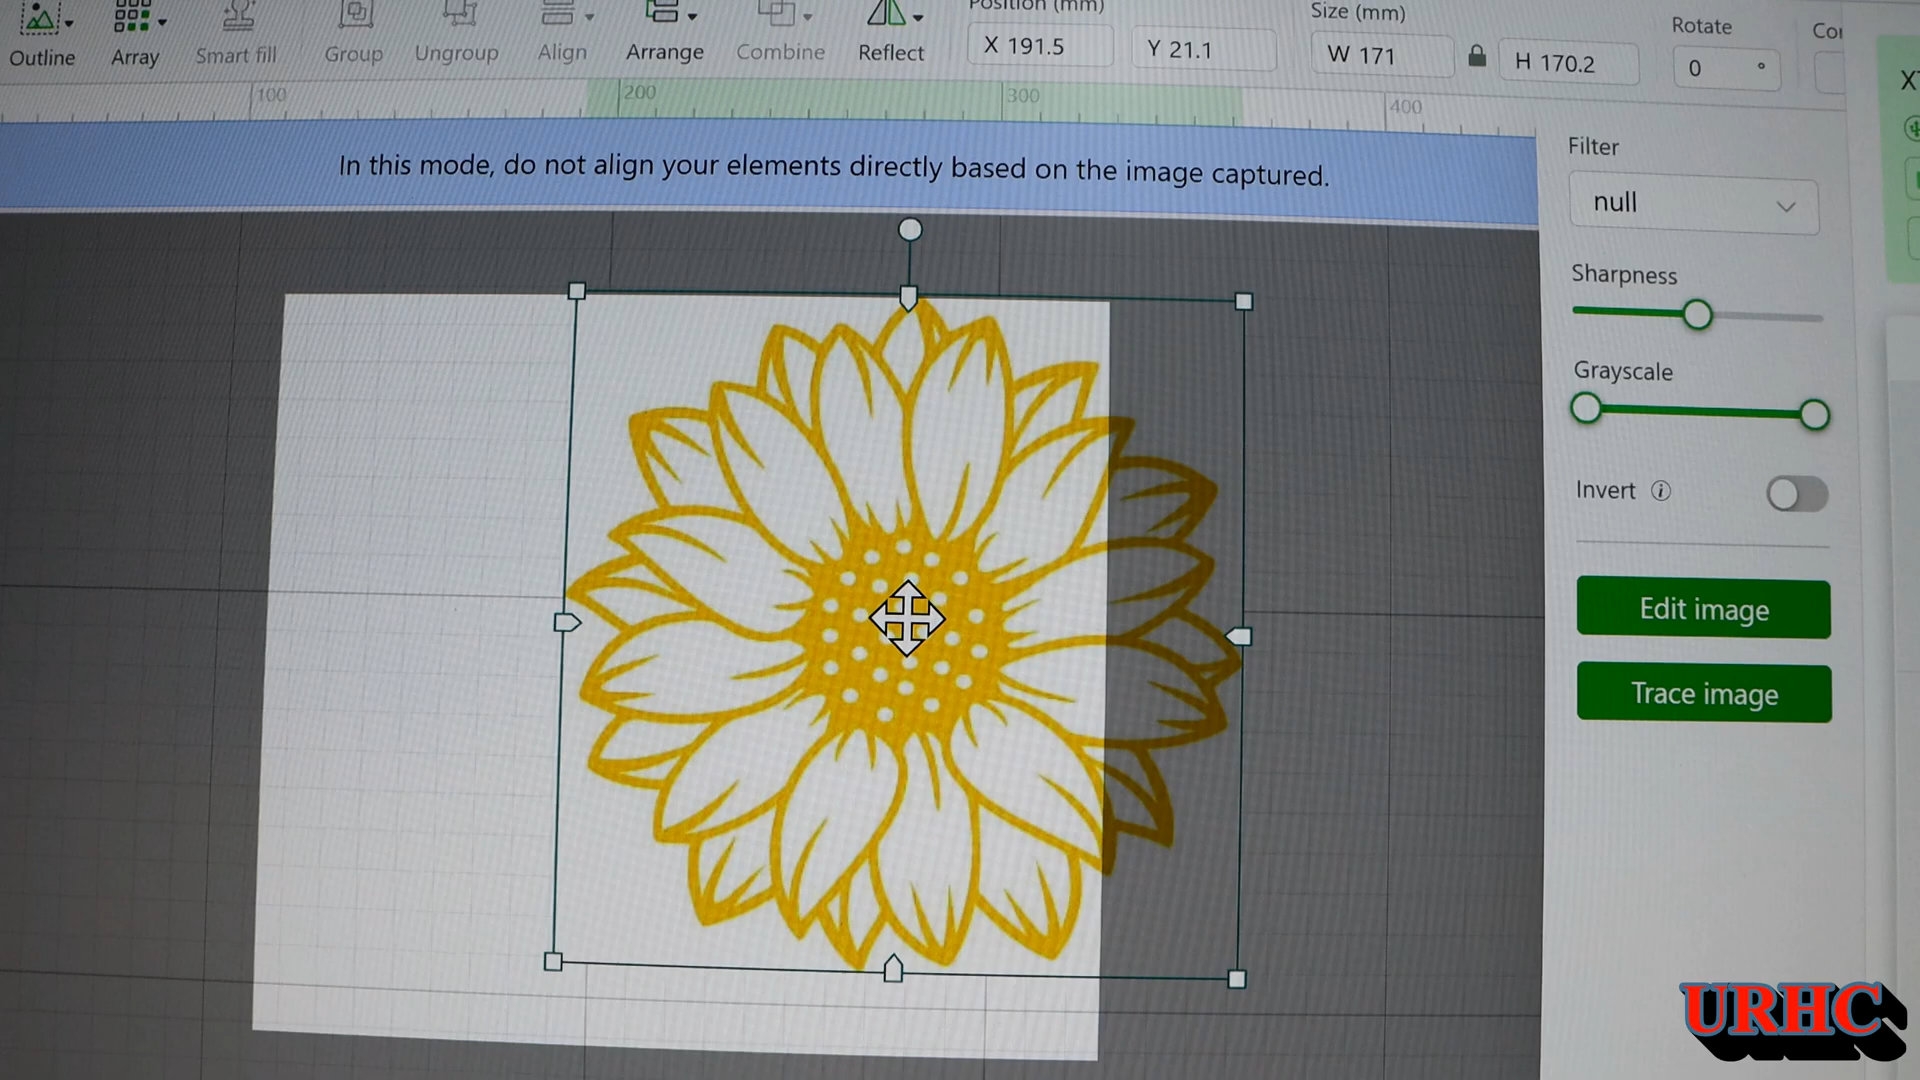 Outline
Array
Smart fill
Group
Ungroup
Align
Arrange
Combine
Reflect
Position (mm)
X 191.5
Y 21.1
Size (mm)
W 171
H 170.2
Rotate
0 °
100
200
300
400
In this mode, do not align your elements directly based on the image captured.
Filter
null
Sharpness
Grayscale
Invert
Edit image
Trace image
URHC